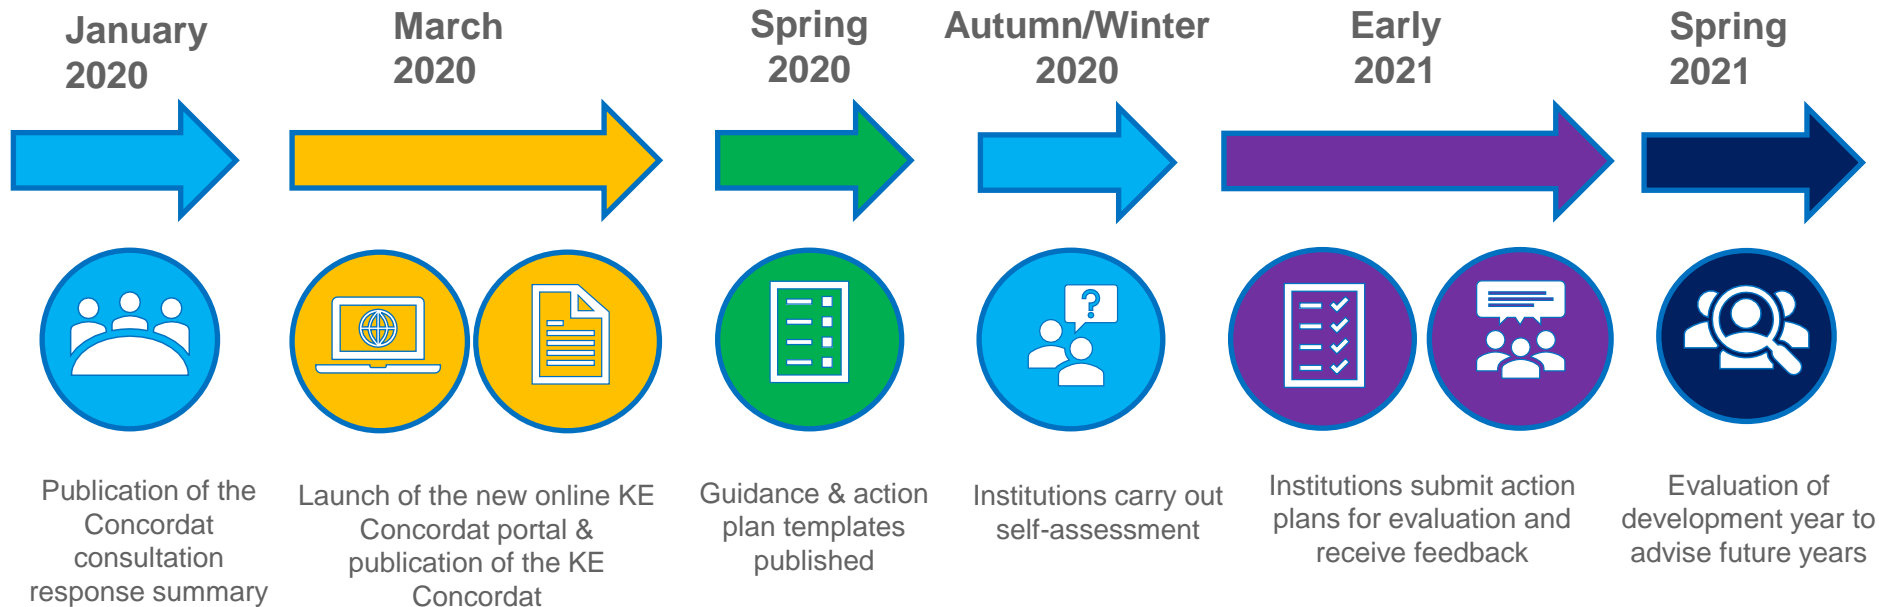 January
2020
March
2020
Spring
2020
Autumn/Winter
2020
Early
2021
Spring
2021
?
Publication of the
Concordat
consultation
response summary
Launch of the new online KE
Concordat portal &
publication of the KE
Concordat
Guidance & action
plan templates
published
Institutions carry out
self-assessment
Institutions submit action
plans for evaluation and
receive feedback
Evaluation of
development year to
advise future years